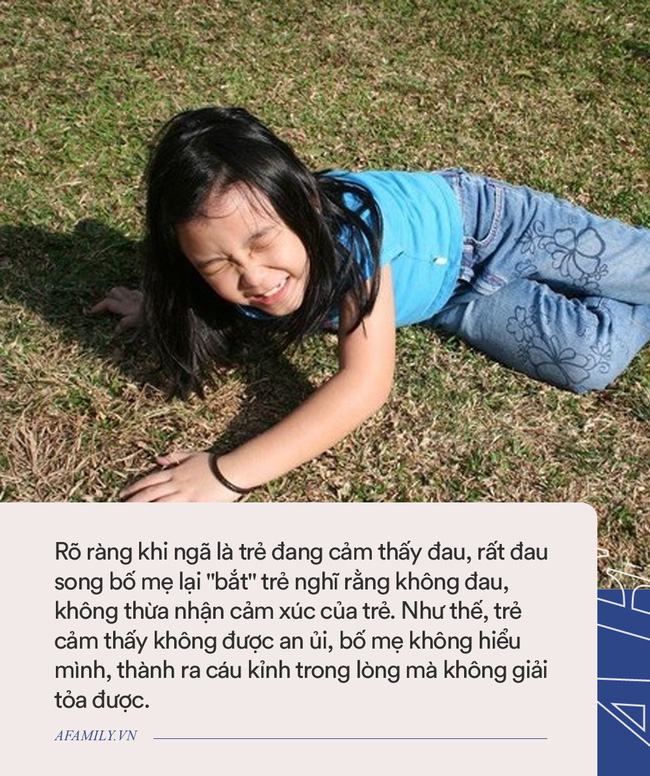 Rõ ràng khi ngã là trẻ đang cảm thấy đau, rất đau
song bố mẹ lại "bắt" trẻ nghĩ rằng không đau,
không thừa nhận cảm xúc của trẻ. Như thế, trẻ
cảm thấy không được an ủi, bố mẹ không hiểu
mình, thành ra cáu kỉnh trong lòng mà không giải
tỏa được.
AFAMILY.VN